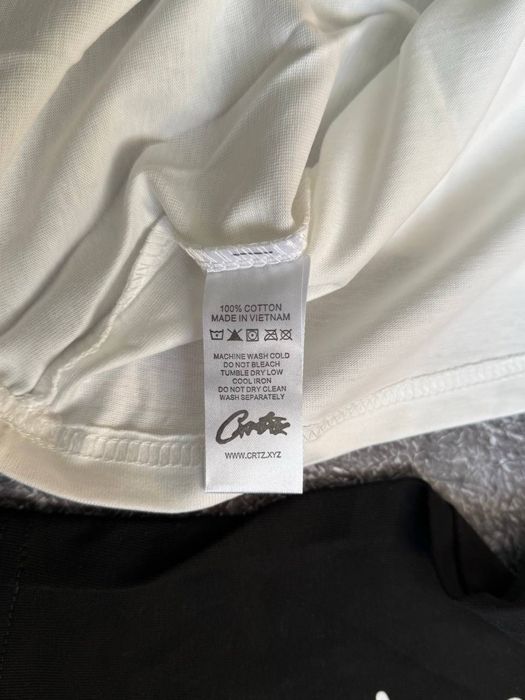 100% COTTON
MADE IN VIETNAM
MACHINE WASH COLD
DO NOT BLEACH
TUMBLE DRY LOW
COOL IRON
DO NOT DRY CLEAN
WASH SEPARATELY
Crtz
WWW.CRTZ.XYZ